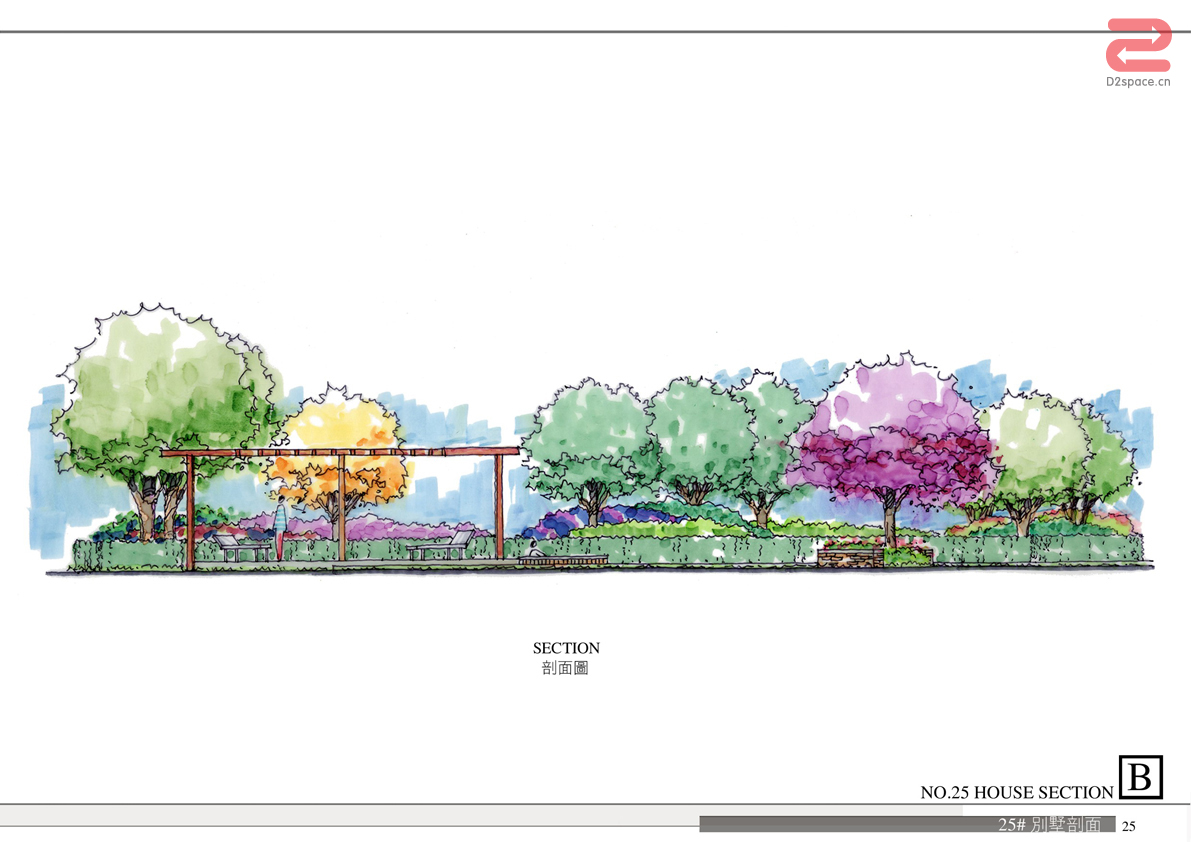 D2space.cn
SECTION
剖面圖
NO.25 HOUSE SECTION B
25# 別墅剖面 25